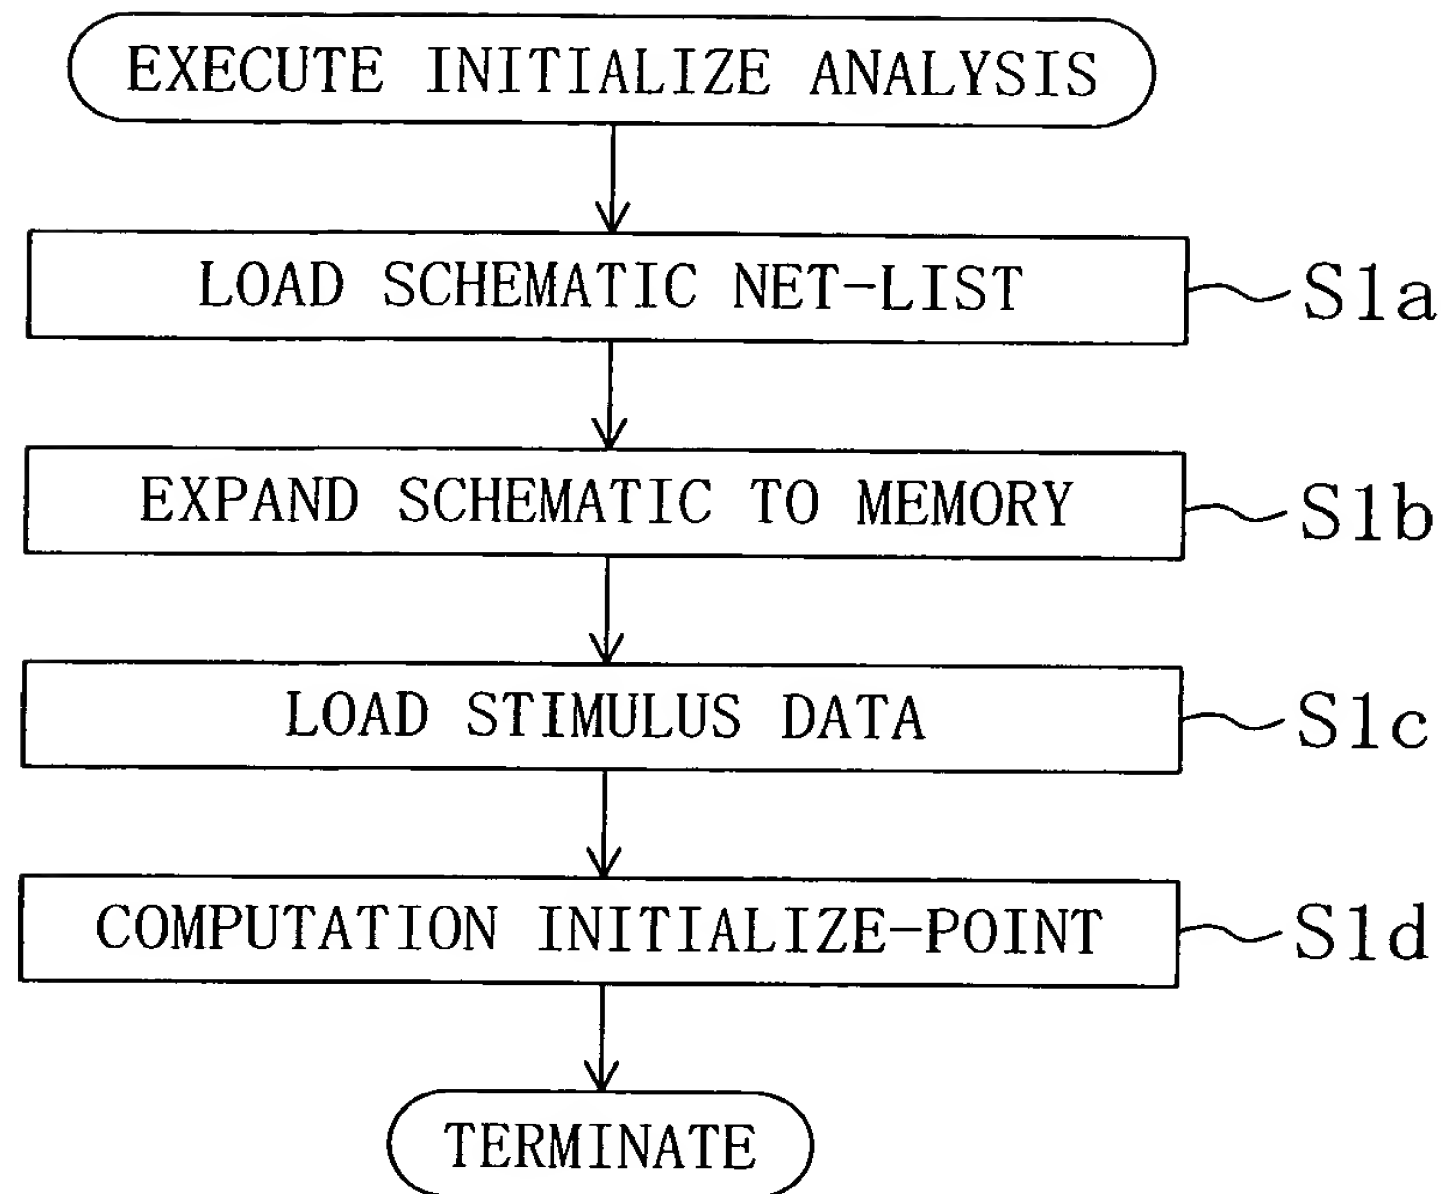 EXECUTE INITIALIZE ANALYSIS
LOAD SCHEMATIC NET-LIST
S1a
EXPAND SCHEMATIC TO MEMORY
S1b
LOAD STIMULUS DATA
S1c
COMPUTATION INITIALIZE-POINT
S1d
TERMINATE